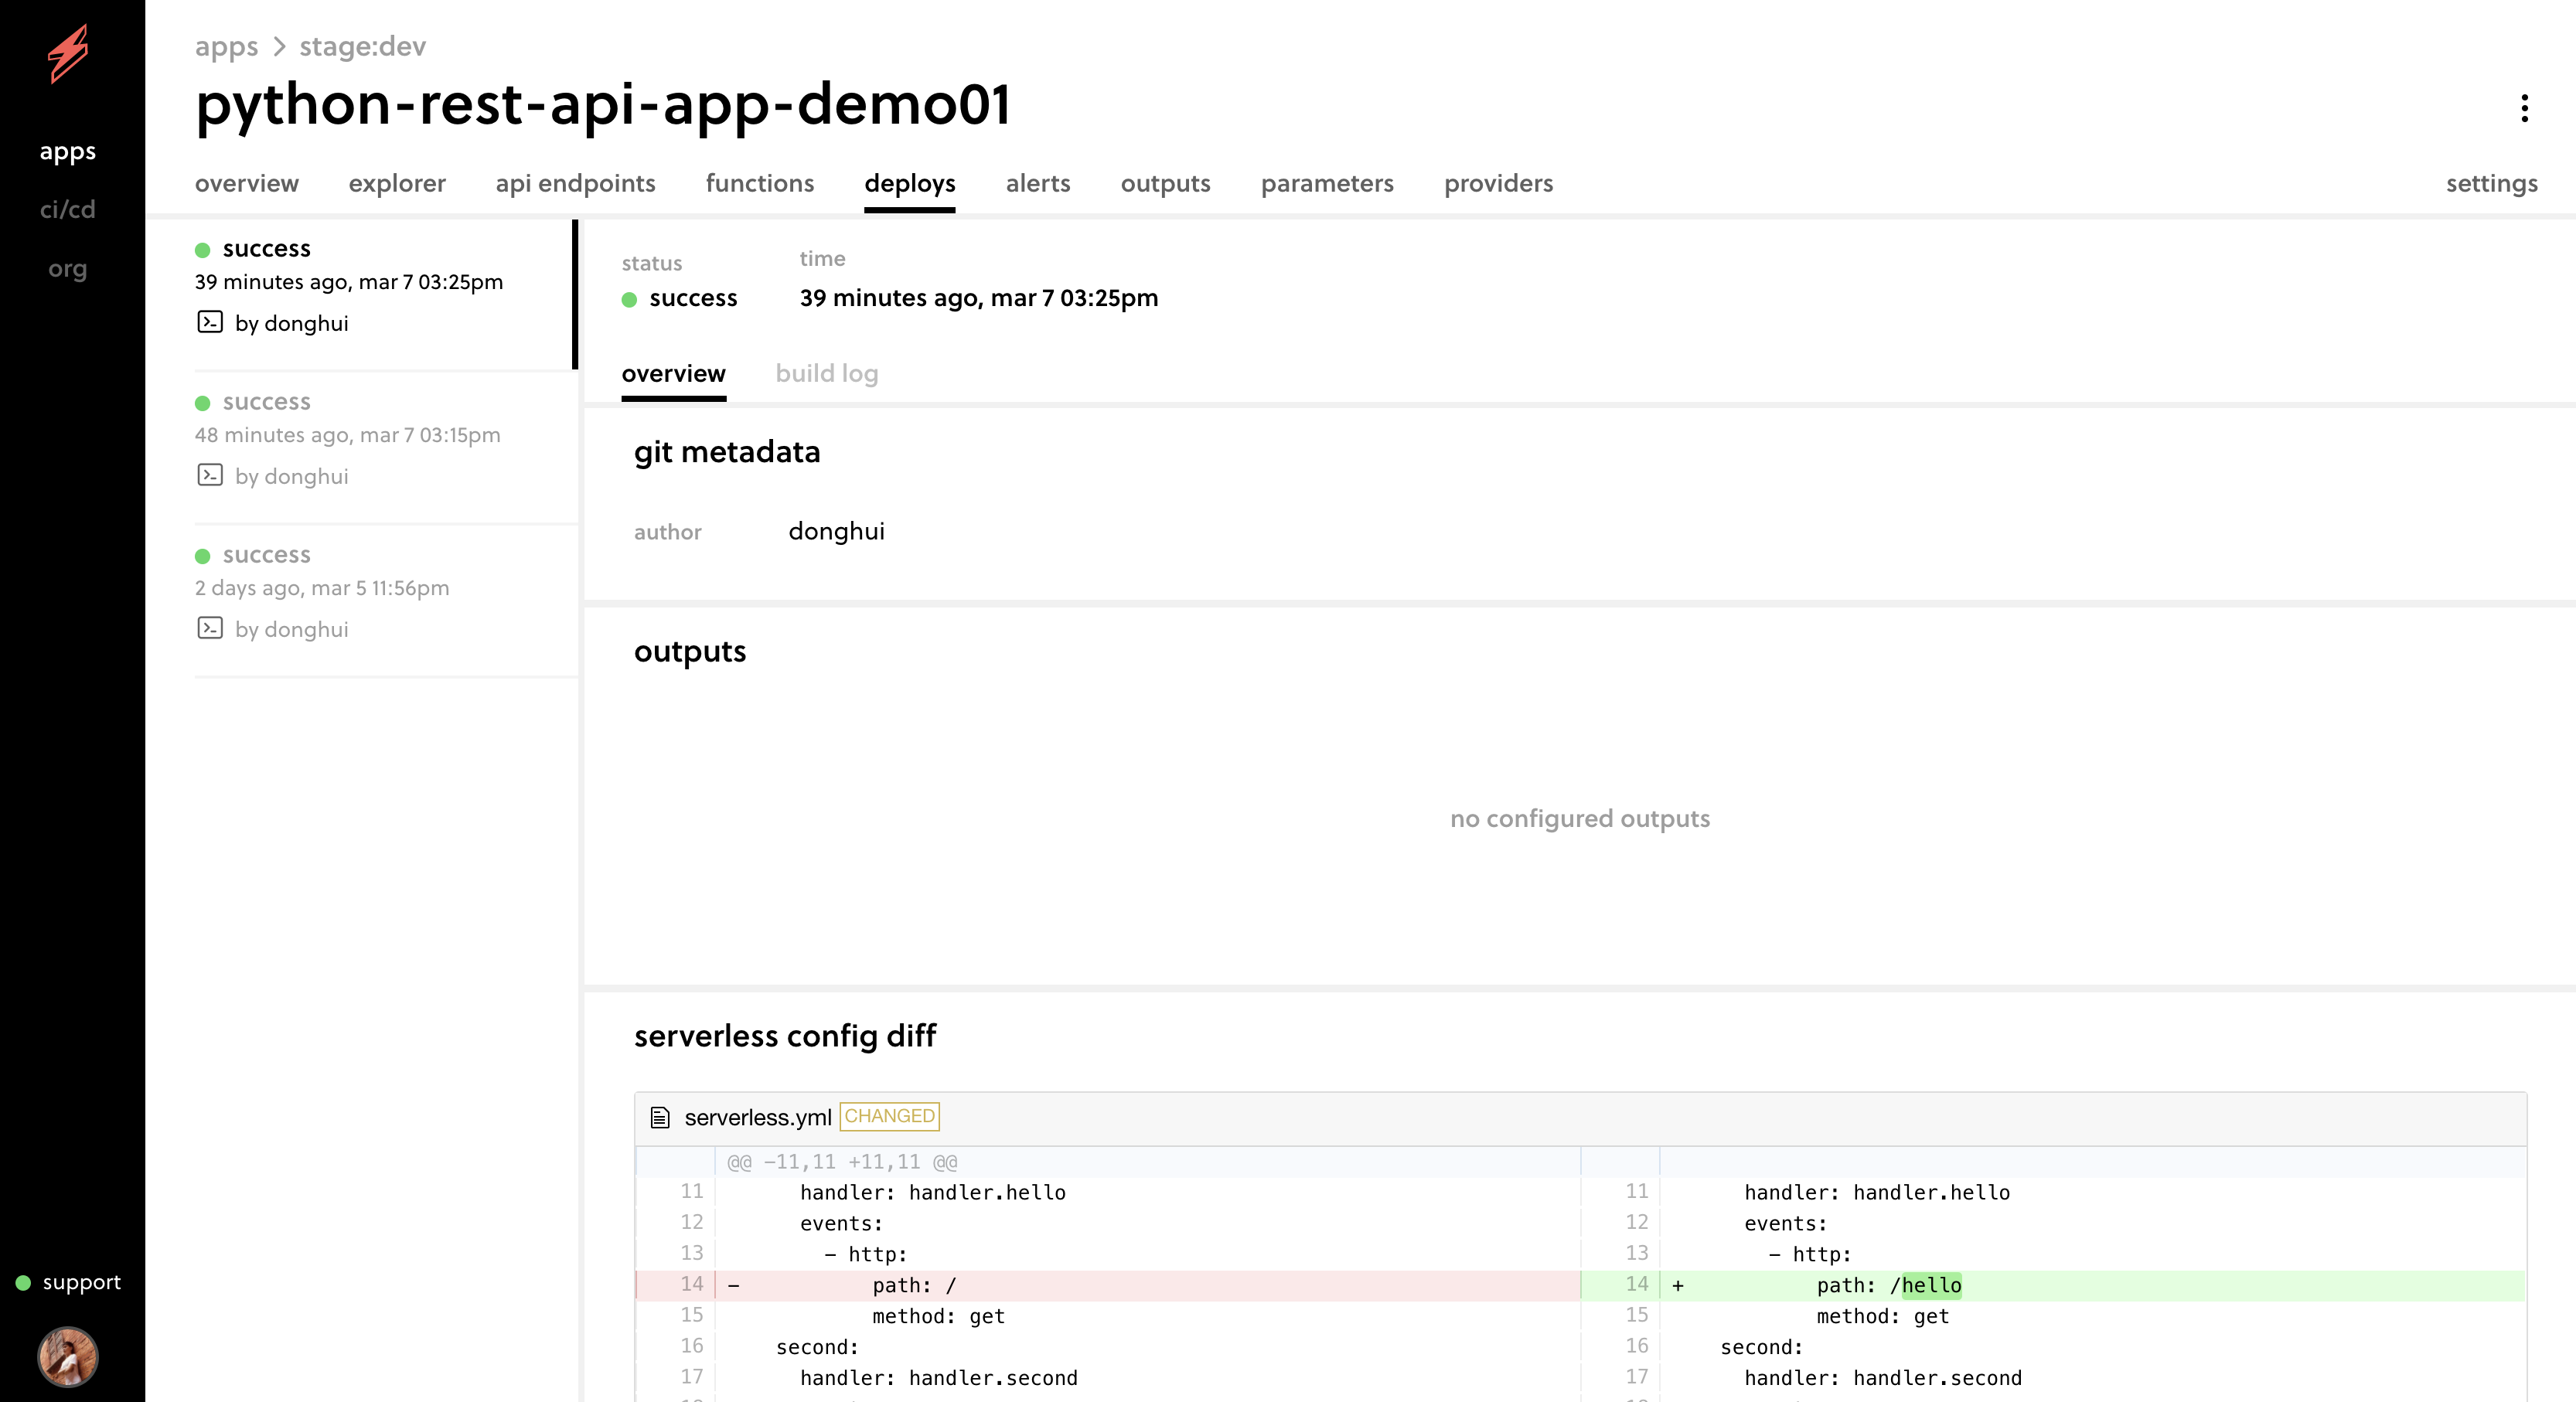 apps > stage:dev
python-rest-api-app-demo01
apps
ci/cd
org
support
overview explorer api endpoints functions deploys alerts outputs parameters providers settings
success
39 minutes ago, mar 7 03:25pm
by donghui
success
48 minutes ago, mar 7 03:15pm
by donghui
success
2 days ago, mar 5 11:56pm
by donghui
status time
success 39 minutes ago, mar 7 03:25pm
overview build log
git metadata
author donghui
outputs
no configured outputs
serverless config diff
serverless.yml CHANGED
@@ -11,11 +11,11 @@
11 handler: handler.hello 11 handler: handler.hello
12 events: 12 events:
13 - http: 13 - http:
14 - path: / 14 + path: /hello
15 method: get 15 method: get
16 second: 16 second:
17 handler: handler.second 17 handler: handler.second